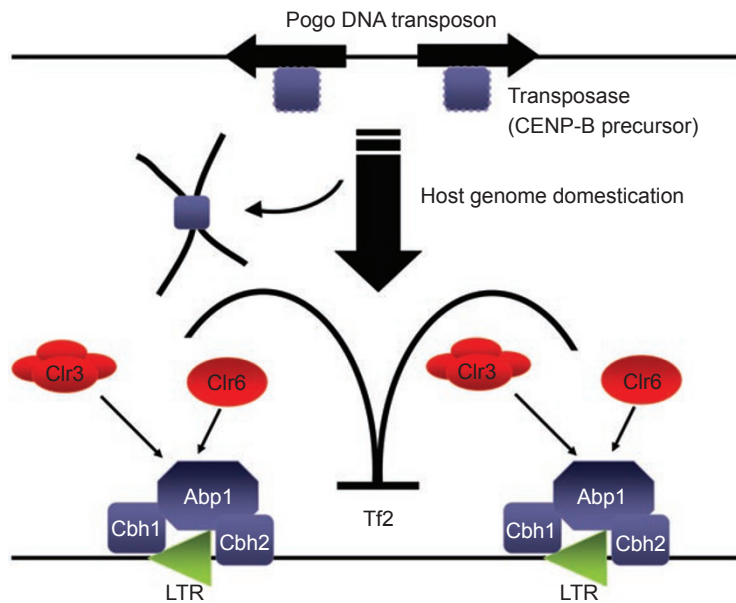 Pogo DNA transposon
Transposase
(CENP-B precursor)
Host genome domestication
Clr3
Clr6
Clr3
Clr6
Abp1
Cbh1
Cbh2
LTR
Tf2
Abp1
Cbh1
Cbh2
LTR